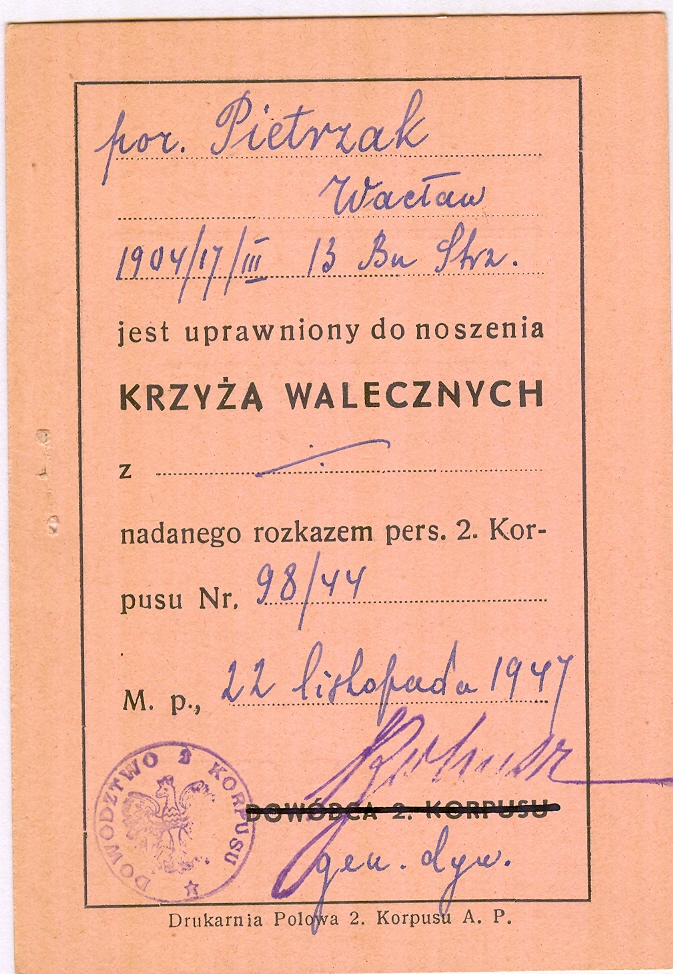 por. Pietrzak
Wacław
1904/17/III 13 Bn Strz.
jest uprawniony do noszenia
KRZYŻA WALECZNYCH
z
nadanego rozkazem pers. 2. Kor-
pusu Nr. 98/44
M. p., 22 listopada 1947
DOWÓDZTWO 2 KORPUSU
DOWÓDCA 2. KORPUSU
gen. dyw.
Drukarnia Polowa 2. Korpusu A. P.